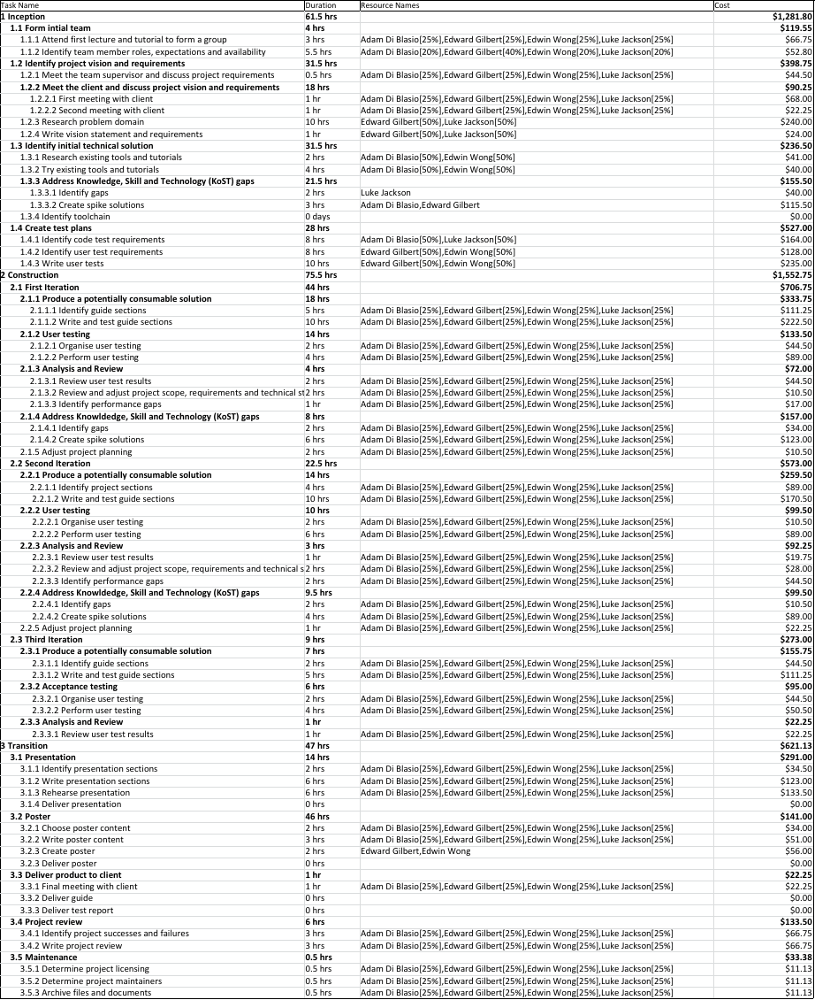 Task Name Duration Resource Names Cost
1 Inception 61.5 hrs $1,281.80
1.1 Form intial team 4 hrs $119.55
1.1.1 Attend first lecture and tutorial to form a group 3 hrs Adam Di Blasio[25%],Edward Gilbert[25%],Edwin Wong[25%],Luke Jackson[25%] $66.75
1.1.2 Identify team member roles, expectations and availability 5.5 hrs Adam Di Blasio[20%],Edward Gilbert[40%],Edwin Wong[20%],Luke Jackson[20%] $52.80
1.2 Identify project vision and requirements 31.5 hrs $398.75
1.2.1 Meet the team supervisor and discuss project requirements 0.5 hrs Adam Di Blasio[25%],Edward Gilbert[25%],Edwin Wong[25%],Luke Jackson[25%] $44.50
1.2.2 Meet the client and discuss project vision and requirements 18 hrs $90.25
1.2.2.1 First meeting with client 1 hr Adam Di Blasio[25%],Edward Gilbert[25%],Edwin Wong[25%],Luke Jackson[25%] $68.00
1.2.2.2 Second meeting with client 1 hr Adam Di Blasio[25%],Edward Gilbert[25%],Edwin Wong[25%],Luke Jackson[25%] $22.25
1.2.3 Research problem domain 10 hrs Edward Gilbert[50%],Luke Jackson[50%] $240.00
1.2.4 Write vision statement and requirements 1 hr Edward Gilbert[50%],Luke Jackson[50%] $24.00
1.3 Identify initial technical solution 31.5 hrs $236.50
1.3.1 Research existing tools and tutorials 2 hrs Adam Di Blasio[50%],Edwin Wong[50%] $41.00
1.3.2 Try existing tools and tutorials 4 hrs Adam Di Blasio[50%],Edwin Wong[50%] $40.00
1.3.3 Address Knowledge, Skill and Technology (KoST) gaps 21.5 hrs $155.50
1.3.3.1 Identify gaps 2 hrs Luke Jackson $40.00
1.3.3.2 Create spike solutions 3 hrs Adam Di Blasio,Edward Gilbert $115.50
1.3.4 Identify toolchain 0 days $0.00
1.4 Create test plans 28 hrs $527.00
1.4.1 Identify code test requirements 8 hrs Adam Di Blasio[50%],Luke Jackson[50%] $164.00
1.4.2 Identify user test requirements 8 hrs Edward Gilbert[50%],Edwin Wong[50%] $128.00
1.4.3 Write user tests 10 hrs Edward Gilbert[50%],Edwin Wong[50%] $235.00
2 Construction 75.5 hrs $1,552.75
2.1 First Iteration 44 hrs $706.75
2.1.1 Produce a potentially consumable solution 18 hrs $333.75
2.1.1.1 Identify guide sections 5 hrs Adam Di Blasio[25%],Edward Gilbert[25%],Edwin Wong[25%],Luke Jackson[25%] $111.25
2.1.1.2 Write and test guide sections 10 hrs Adam Di Blasio[25%],Edward Gilbert[25%],Edwin Wong[25%],Luke Jackson[25%] $222.50
2.1.2 User testing 14 hrs $133.50
2.1.2.1 Organise user testing 2 hrs Adam Di Blasio[25%],Edward Gilbert[25%],Edwin Wong[25%],Luke Jackson[25%] $44.50
2.1.2.2 Perform user testing 4 hrs Adam Di Blasio[25%],Edward Gilbert[25%],Edwin Wong[25%],Luke Jackson[25%] $89.00
2.1.3 Analysis and Review 4 hrs $72.00
2.1.3.1 Review user test results 2 hrs Adam Di Blasio[25%],Edward Gilbert[25%],Edwin Wong[25%],Luke Jackson[25%] $44.50
2.1.3.2 Review and adjust project scope, requirements and technical st 2 hrs Adam Di Blasio[25%],Edward Gilbert[25%],Edwin Wong[25%],Luke Jackson[25%] $10.50
2.1.3.3 Identify performance gaps 1 hr Adam Di Blasio[25%],Edward Gilbert[25%],Edwin Wong[25%],Luke Jackson[25%] $17.00
2.1.4 Address Knowldedge, Skill and Technology (KoST) gaps 8 hrs $157.00
2.1.4.1 Identify gaps 2 hrs Adam Di Blasio[25%],Edward Gilbert[25%],Edwin Wong[25%],Luke Jackson[25%] $34.00
2.1.4.2 Create spike solutions 6 hrs Adam Di Blasio[25%],Edward Gilbert[25%],Edwin Wong[25%],Luke Jackson[25%] $123.00
2.1.5 Adjust project planning 2 hrs Adam Di Blasio[25%],Edward Gilbert[25%],Edwin Wong[25%],Luke Jackson[25%] $10.50
2.2 Second Iteration 22.5 hrs $573.00
2.2.1 Produce a potentially consumable solution 14 hrs $259.50
2.2.1.1 Identify project sections 4 hrs Adam Di Blasio[25%],Edward Gilbert[25%],Edwin Wong[25%],Luke Jackson[25%] $89.00
2.2.1.2 Write and test guide sections 10 hrs Adam Di Blasio[25%],Edward Gilbert[25%],Edwin Wong[25%],Luke Jackson[25%] $170.50
2.2.2 User testing 10 hrs $99.50
2.2.2.1 Organise user testing 2 hrs Adam Di Blasio[25%],Edward Gilbert[25%],Edwin Wong[25%],Luke Jackson[25%] $10.50
2.2.2.2 Perform user testing 6 hrs Adam Di Blasio[25%],Edward Gilbert[25%],Edwin Wong[25%],Luke Jackson[25%] $89.00
2.2.3 Analysis and Review 3 hrs $92.25
2.2.3.1 Review user test results 1 hr Adam Di Blasio[25%],Edward Gilbert[25%],Edwin Wong[25%],Luke Jackson[25%] $19.75
2.2.3.2 Review and adjust project scope, requirements and technical s 2 hrs Adam Di Blasio[25%],Edward Gilbert[25%],Edwin Wong[25%],Luke Jackson[25%] $28.00
2.2.3.3 Identify performance gaps 2 hrs Adam Di Blasio[25%],Edward Gilbert[25%],Edwin Wong[25%],Luke Jackson[25%] $44.50
2.2.4 Address Knowldedge, Skill and Technology (KoST) gaps 9.5 hrs $99.50
2.2.4.1 Identify gaps 2 hrs Adam Di Blasio[25%],Edward Gilbert[25%],Edwin Wong[25%],Luke Jackson[25%] $10.50
2.2.4.2 Create spike solutions 4 hrs Adam Di Blasio[25%],Edward Gilbert[25%],Edwin Wong[25%],Luke Jackson[25%] $89.00
2.2.5 Adjust project planning 1 hr Adam Di Blasio[25%],Edward Gilbert[25%],Edwin Wong[25%],Luke Jackson[25%] $22.25
2.3 Third Iteration 9 hrs $273.00
2.3.1 Produce a potentially consumable solution 7 hrs $155.75
2.3.1.1 Identify guide sections 2 hrs Adam Di Blasio[25%],Edward Gilbert[25%],Edwin Wong[25%],Luke Jackson[25%] $44.50
2.3.1.2 Write and test guide sections 5 hrs Adam Di Blasio[25%],Edward Gilbert[25%],Edwin Wong[25%],Luke Jackson[25%] $111.25
2.3.2 Acceptance testing 6 hrs $95.00
2.3.2.1 Organise user testing 2 hrs Adam Di Blasio[25%],Edward Gilbert[25%],Edwin Wong[25%],Luke Jackson[25%] $44.50
2.3.2.2 Perform user testing 4 hrs Adam Di Blasio[25%],Edward Gilbert[25%],Edwin Wong[25%],Luke Jackson[25%] $50.50
2.3.3 Analysis and Review 1 hr $22.25
2.3.3.1 Review user test results 1 hr Adam Di Blasio[25%],Edward Gilbert[25%],Edwin Wong[25%],Luke Jackson[25%] $22.25
3 Transition 47 hrs $621.13
3.1 Presentation 14 hrs $291.00
3.1.1 Identify presentation sections 2 hrs Adam Di Blasio[25%],Edward Gilbert[25%],Edwin Wong[25%],Luke Jackson[25%] $34.50
3.1.2 Write presentation sections 6 hrs Adam Di Blasio[25%],Edward Gilbert[25%],Edwin Wong[25%],Luke Jackson[25%] $123.00
3.1.3 Rehearse presentation 6 hrs Adam Di Blasio[25%],Edward Gilbert[25%],Edwin Wong[25%],Luke Jackson[25%] $133.50
3.1.4 Deliver presentation 0 hrs $0.00
3.2 Poster 46 hrs $141.00
3.2.1 Choose poster content 2 hrs Adam Di Blasio[25%],Edward Gilbert[25%],Edwin Wong[25%],Luke Jackson[25%] $34.00
3.2.2 Write poster content 3 hrs Adam Di Blasio[25%],Edward Gilbert[25%],Edwin Wong[25%],Luke Jackson[25%] $51.00
3.2.3 Create poster 2 hrs Edward Gilbert,Edwin Wong $56.00
3.2.3 Deliver poster 0 hrs $0.00
3.3 Deliver product to client 1 hr $22.25
3.3.1 Final meeting with client 1 hr Adam Di Blasio[25%],Edward Gilbert[25%],Edwin Wong[25%],Luke Jackson[25%] $22.25
3.3.2 Deliver guide 0 hrs $0.00
3.3.3 Deliver test report 0 hrs $0.00
3.4 Project review 6 hrs $133.50
3.4.1 Identify project successes and failures 3 hrs Adam Di Blasio[25%],Edward Gilbert[25%],Edwin Wong[25%],Luke Jackson[25%] $66.75
3.4.2 Write project review 3 hrs Adam Di Blasio[25%],Edward Gilbert[25%],Edwin Wong[25%],Luke Jackson[25%] $66.75
3.5 Maintenance 0.5 hrs $33.38
3.5.1 Determine project licensing 0.5 hrs Adam Di Blasio[25%],Edward Gilbert[25%],Edwin Wong[25%],Luke Jackson[25%] $11.13
3.5.2 Determine project maintainers 0.5 hrs Adam Di Blasio[25%],Edward Gilbert[25%],Edwin Wong[25%],Luke Jackson[25%] $11.13
3.5.3 Archive files and documents 0.5 hrs Adam Di Blasio[25%],Edward Gilbert[25%],Edwin Wong[25%],Luke Jackson[25%] $11.13